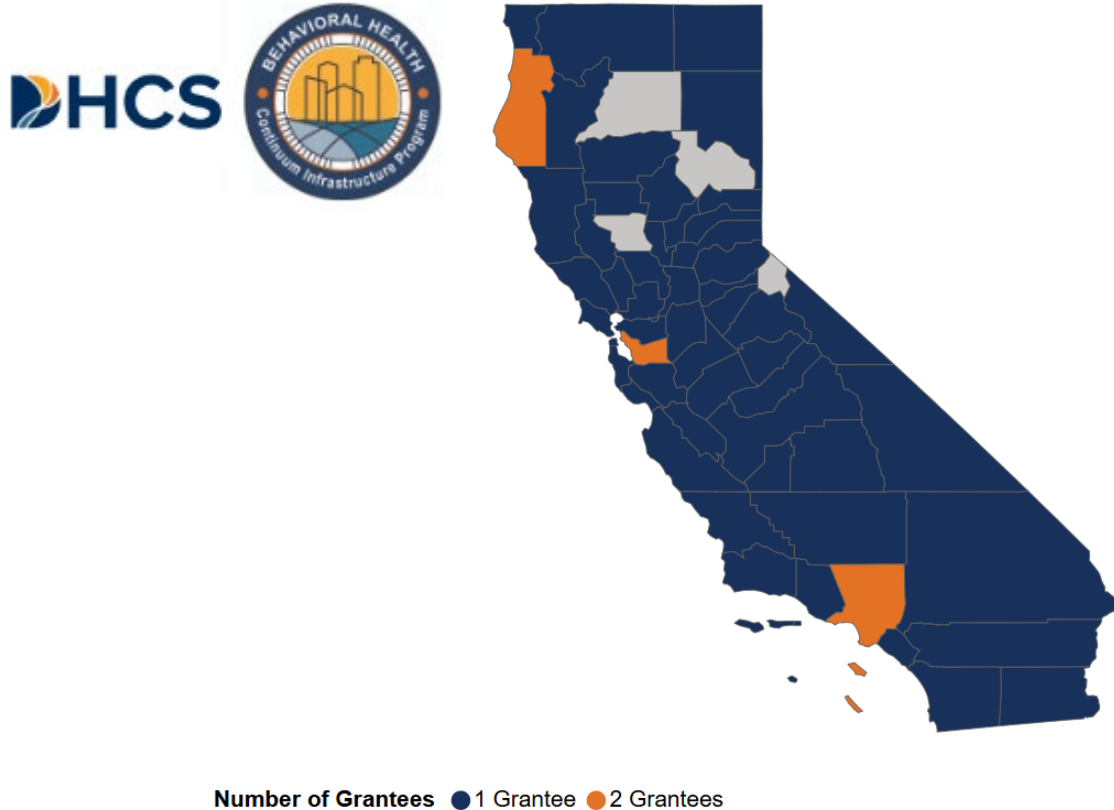 DHCS
BEHAVIORAL HEALTH
Continuum Infrastructure Program
Number of Grantees 1 Grantee 2 Grantees